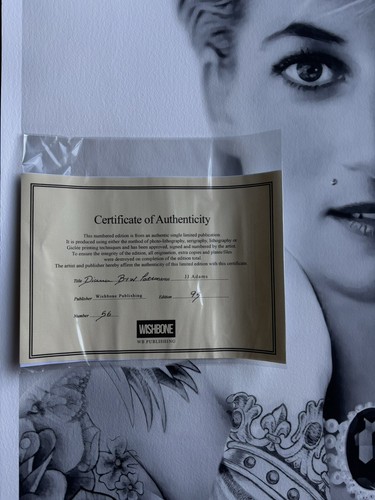 Certificate of Authenticity
This numbered edition is from an authentic single limited publication.
It is produced using either the method of photo-lithography, serigraphy, lithography or
Giclée printing techniques and has been approved, signed and numbered by the artist.
To ensure the integrity of the edition, all origination, extra copies and plates/files
were destroyed on completion of the edition total.
The artist and publisher hereby affirm the authenticity of this limited edition with this certificate.
Title Diana JJ Adams
Publisher Wishbone Publishing Edition 95
Number 56
WISHBONE
WB PUBLISHING